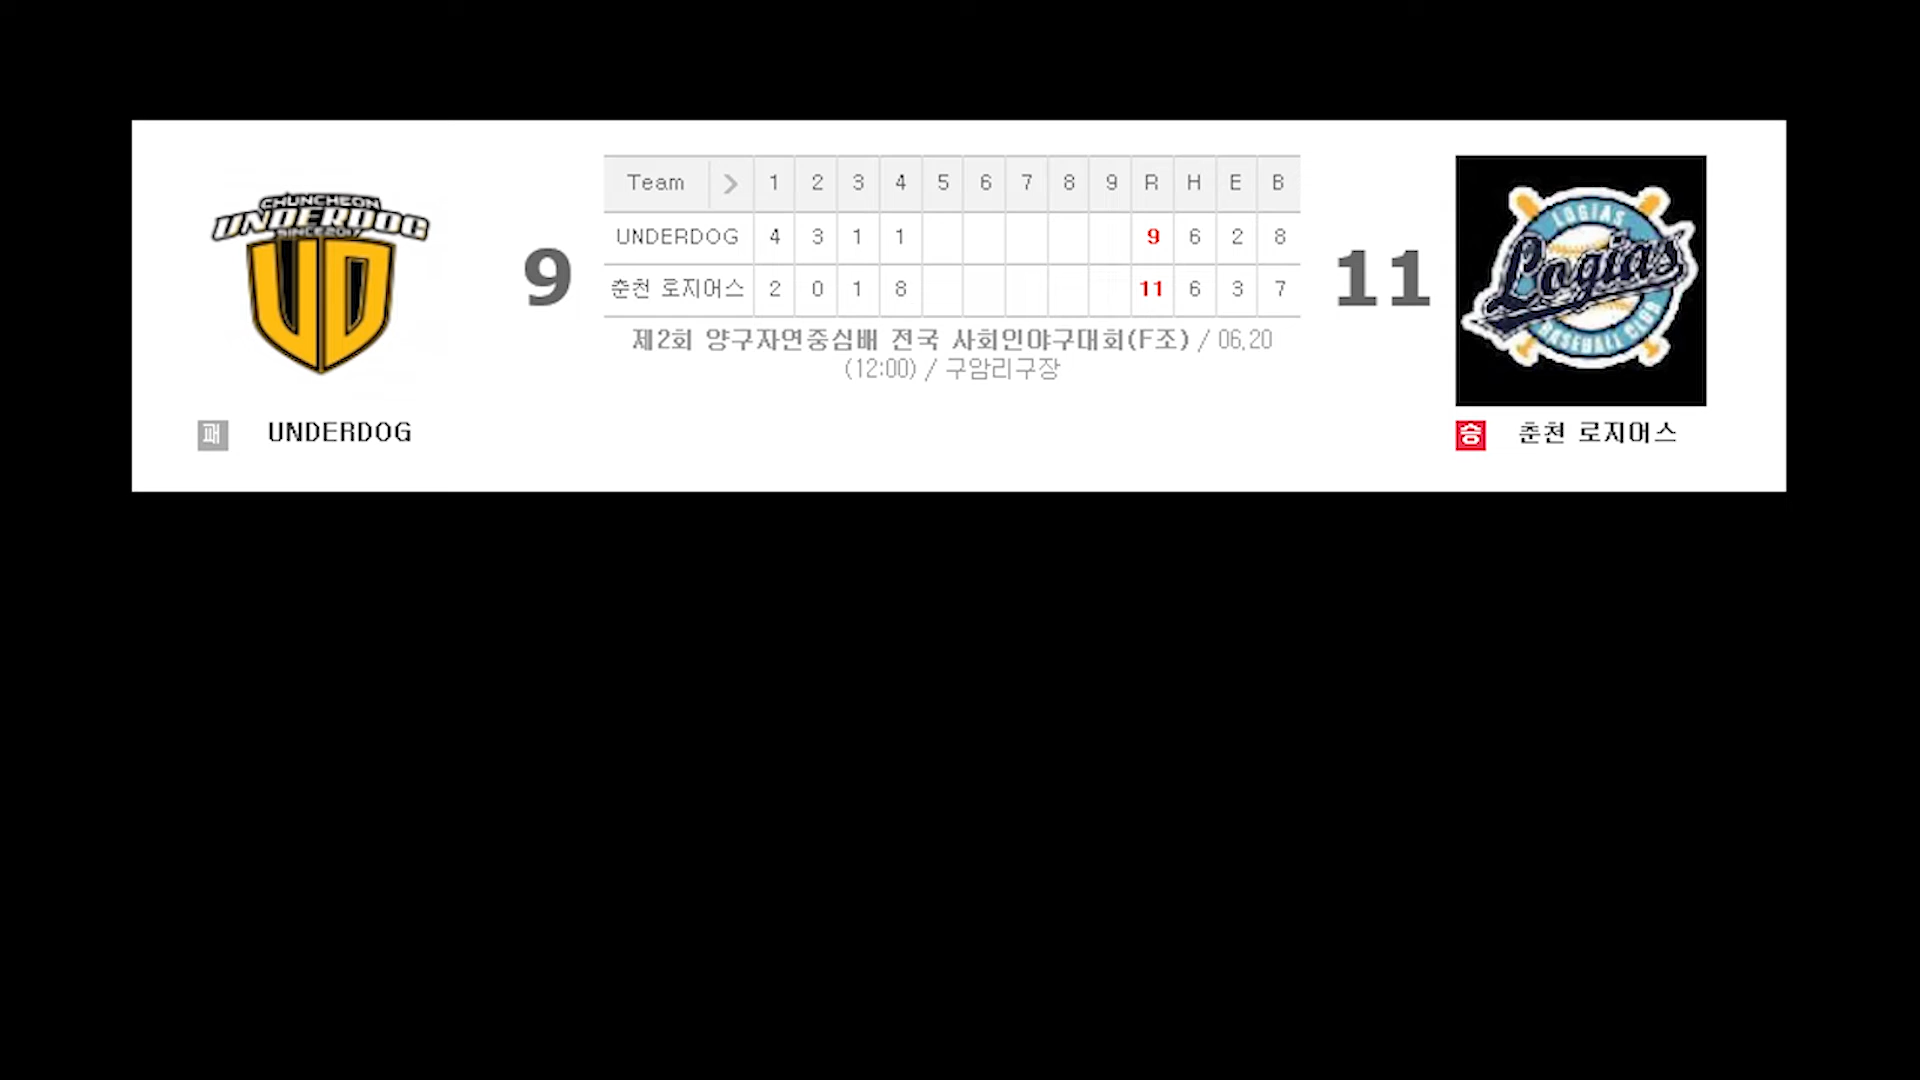 Team 1 2 3 4 5 6 7 8 9 R H E B
CHUNCHEON
UNDERDOG
SINCE2017
UD
9
UNDERDOG 4 3 1 1 9 6 2 8
춘천 로지어스 2 0 1 8 11 6 3 7
11
LOGIAS
Logias
BASEBALL CLUB
제2회 양구자연중심배 전국 사회인야구대회(F조) / 06.20
(12:00) / 구암리구장
패 UNDERDOG
승 춘천 로지어스